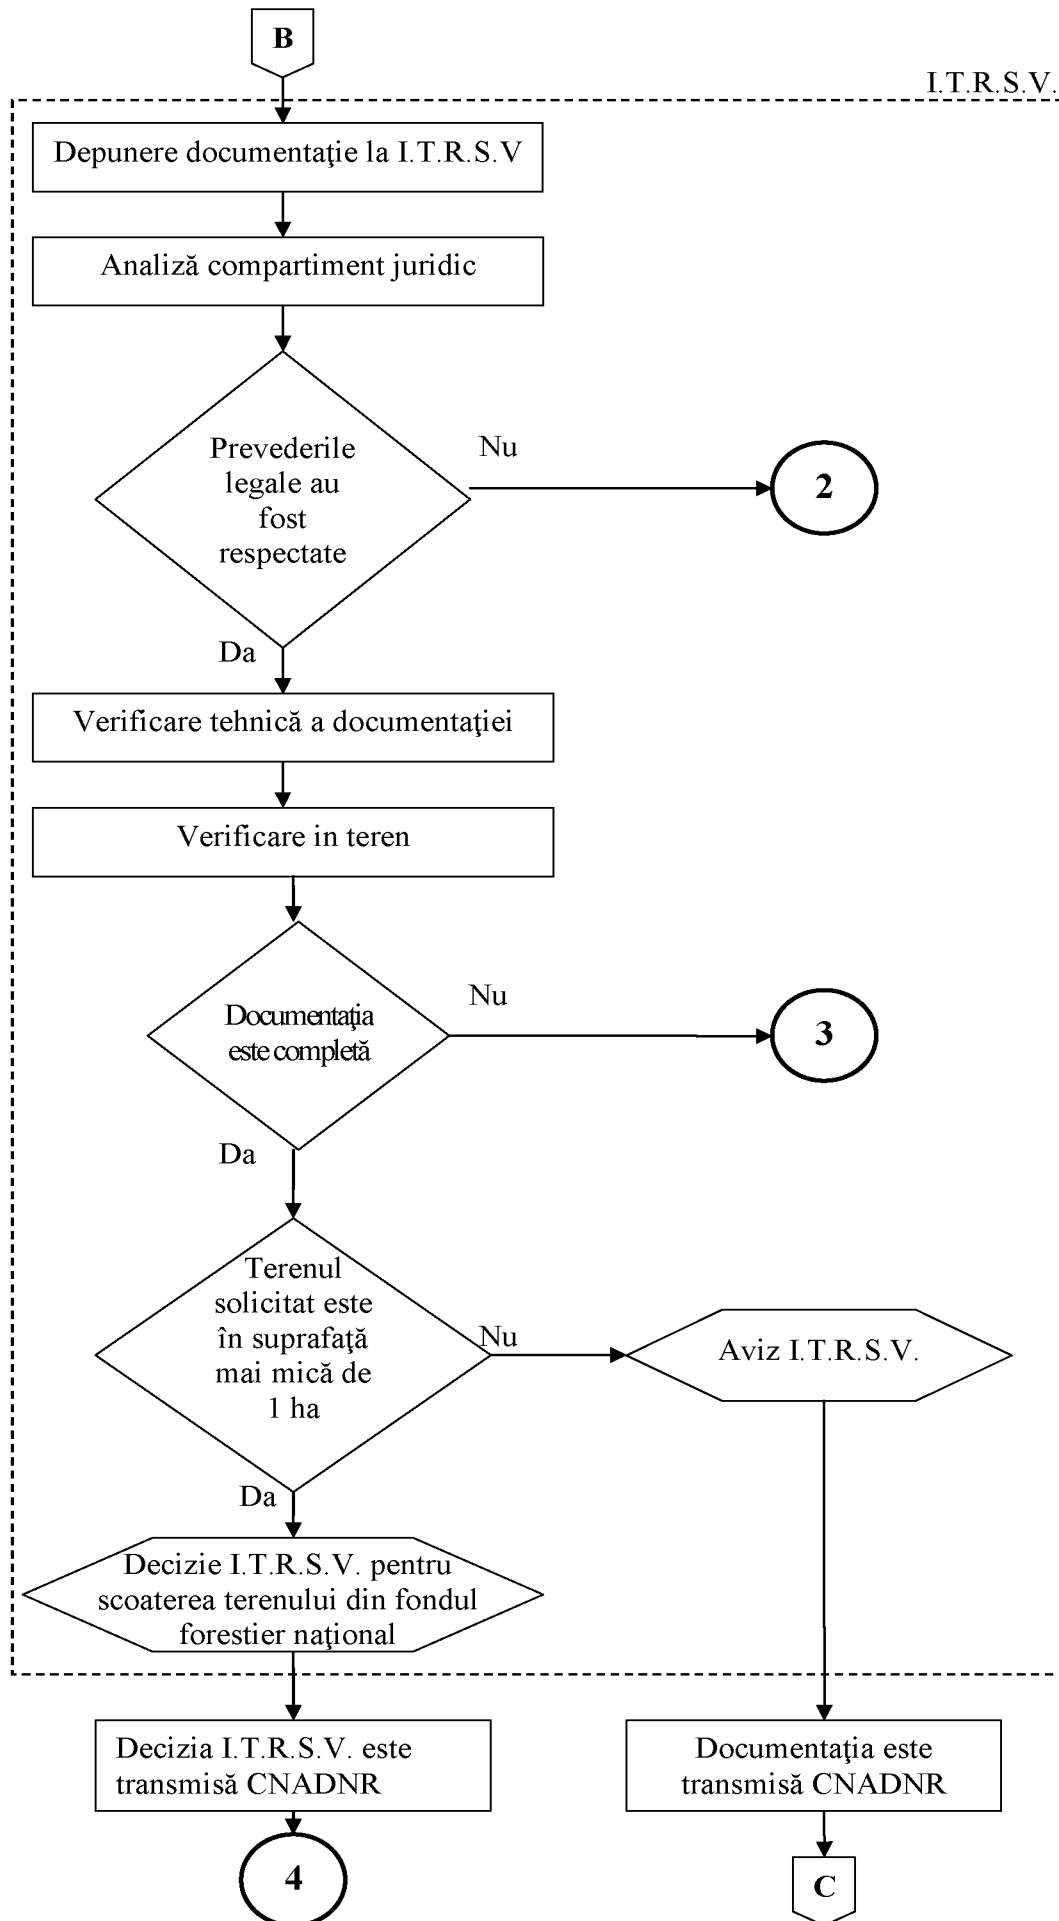 B
I.T.R.S.V.
Depunere documentaţie la I.T.R.S.V
Analiză compartiment juridic
Prevederile
legale au
fost
respectate
Nu
2
Da
Verificare tehnică a documentaţiei
Verificare in teren
Documentaţia
este completă
Nu
3
Da
Terenul
solicitat este
în suprafaţă
mai mică de
1 ha
Nu
Aviz I.T.R.S.V.
Da
Decizie I.T.R.S.V. pentru
scoaterea terenului din fondul
forestier naţional
Decizia I.T.R.S.V. este
transmisă CNADNR
Documentaţia este
transmisă CNADNR
4
C